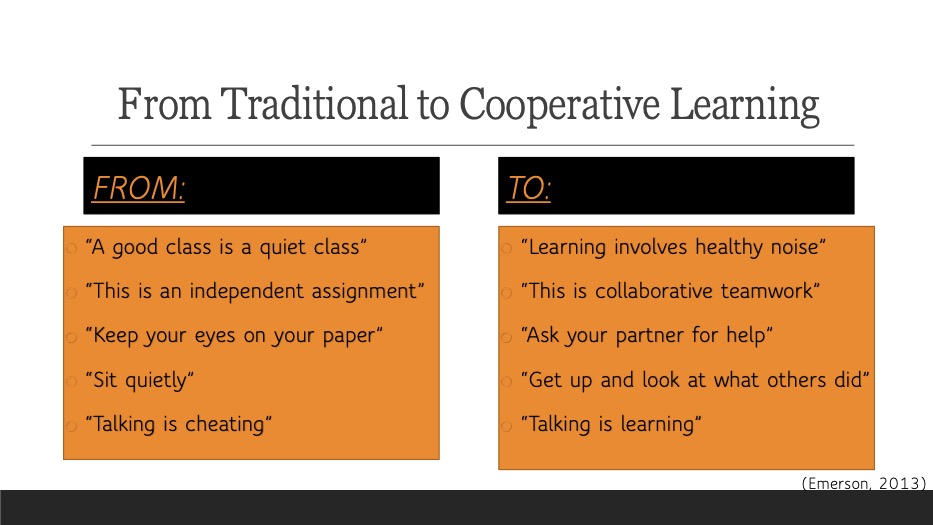 From Traditional to Cooperative Learning
FROM:
“A good class is a quiet class”
“This is an independent assignment”
“Keep your eyes on your paper”
“Sit quietly”
“Talking is cheating”
TO:
“Learning involves healthy noise”
“This is collaborative teamwork”
“Ask your partner for help”
“Get up and look at what others did”
“Talking is learning”
(Emerson, 2013)